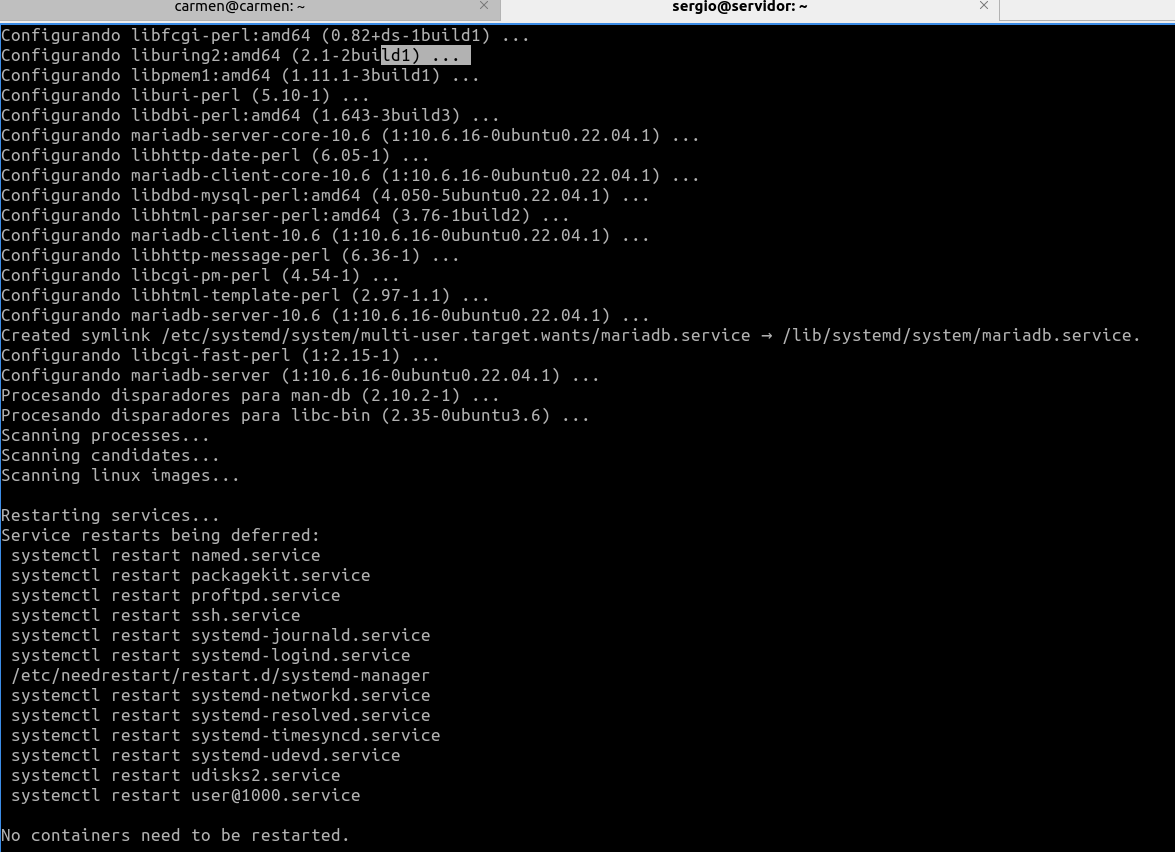 carmen@carmen: ~
sergio@servidor: ~
Configurando libfcgi-perl:amd64 (0.82+ds-1build1) ...
Configurando liburing2:amd64 (2.1-2build1) ...
Configurando libpmem1:amd64 (1.11.1-3build1) ...
Configurando liburi-perl (5.10-1) ...
Configurando libdbi-perl:amd64 (1.643-3build3) ...
Configurando mariadb-server-core-10.6 (1:10.6.16-0ubuntu0.22.04.1) ...
Configurando libhttp-date-perl (6.05-1) ...
Configurando mariadb-client-core-10.6 (1:10.6.16-0ubuntu0.22.04.1) ...
Configurando libdbd-mysql-perl:amd64 (4.050-5ubuntu0.22.04.1) ...
Configurando libhtml-parser-perl:amd64 (3.76-1build2) ...
Configurando mariadb-client-10.6 (1:10.6.16-0ubuntu0.22.04.1) ...
Configurando libhttp-message-perl (6.36-1) ...
Configurando libcgi-pm-perl (4.54-1) ...
Configurando libhtml-template-perl (2.97-1.1) ...
Configurando mariadb-server-10.6 (1:10.6.16-0ubuntu0.22.04.1) ...
Created symlink /etc/systemd/system/multi-user.target.wants/mariadb.service → /lib/systemd/system/mariadb.service.
Configurando libcgi-fast-perl (1:2.15-1) ...
Configurando mariadb-server (1:10.6.16-0ubuntu0.22.04.1) ...
Procesando disparadores para man-db (2.10.2-1) ...
Procesando disparadores para libc-bin (2.35-0ubuntu3.6) ...
Scanning processes...
Scanning candidates...
Scanning linux images...
Restarting services...
Service restarts being deferred:
systemctl restart named.service
systemctl restart packagekit.service
systemctl restart proftpd.service
systemctl restart ssh.service
systemctl restart systemd-journald.service
systemctl restart systemd-logind.service
/etc/needrestart/restart.d/systemd-manager
systemctl restart systemd-networkd.service
systemctl restart systemd-resolved.service
systemctl restart systemd-timesyncd.service
systemctl restart systemd-udevd.service
systemctl restart udisks2.service
systemctl restart user@1000.service
No containers need to be restarted.